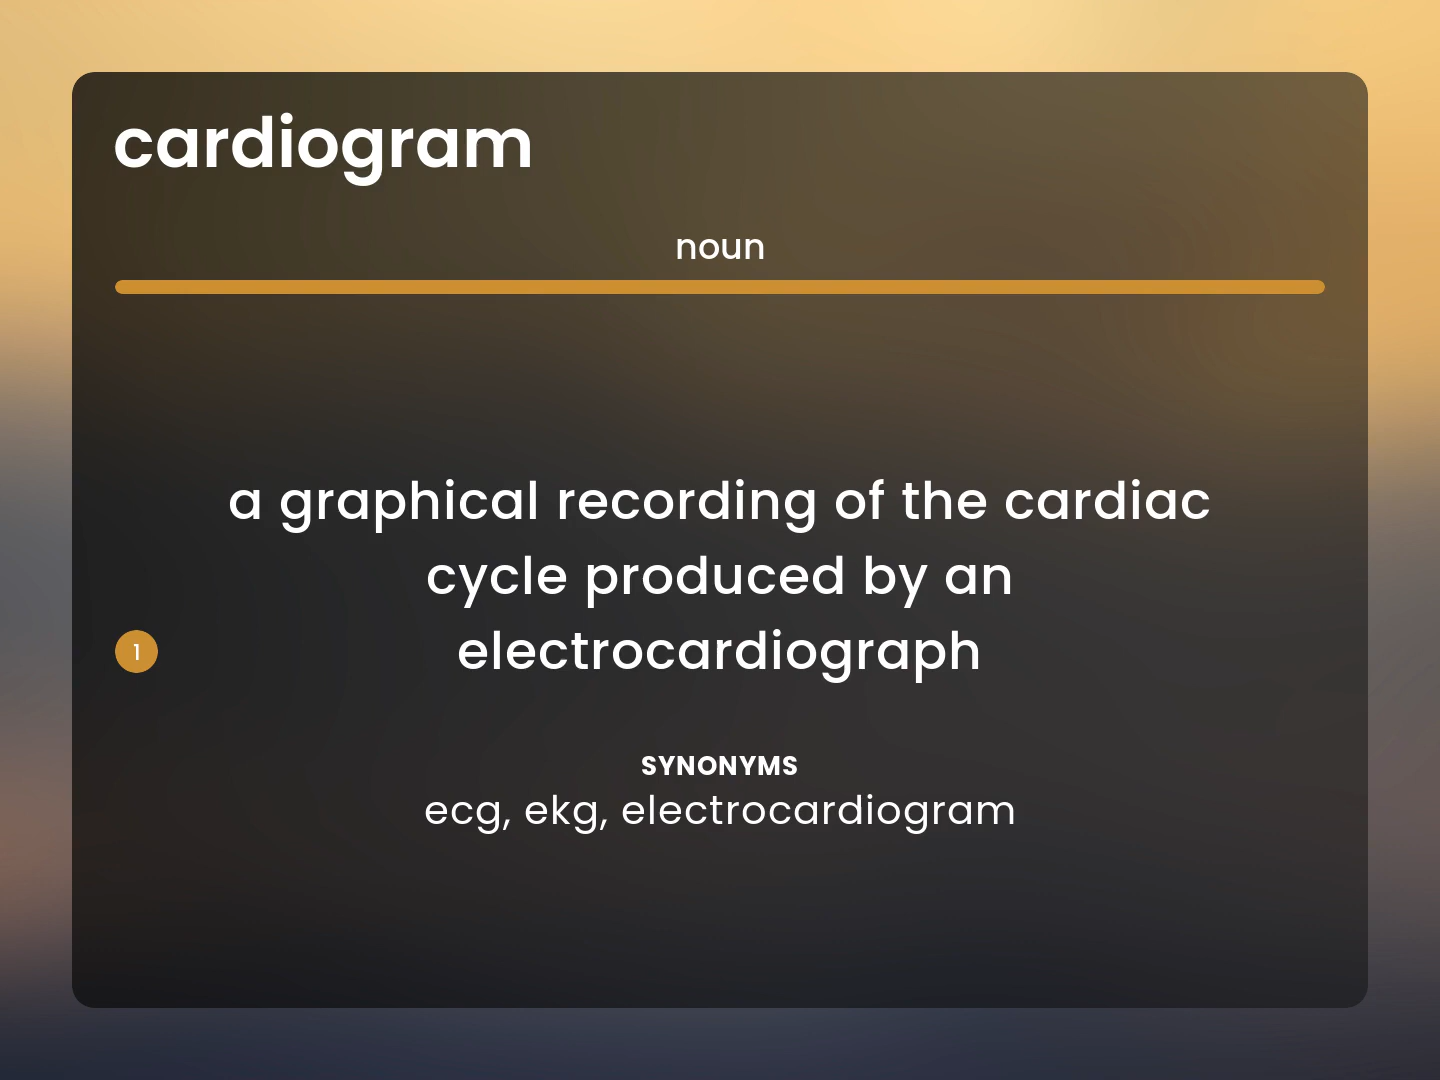 cardiogram
noun
a graphical recording of the cardiac
cycle produced by an
1
electrocardiograph
SYNONYMS
ecg, ekg, electrocardiogram